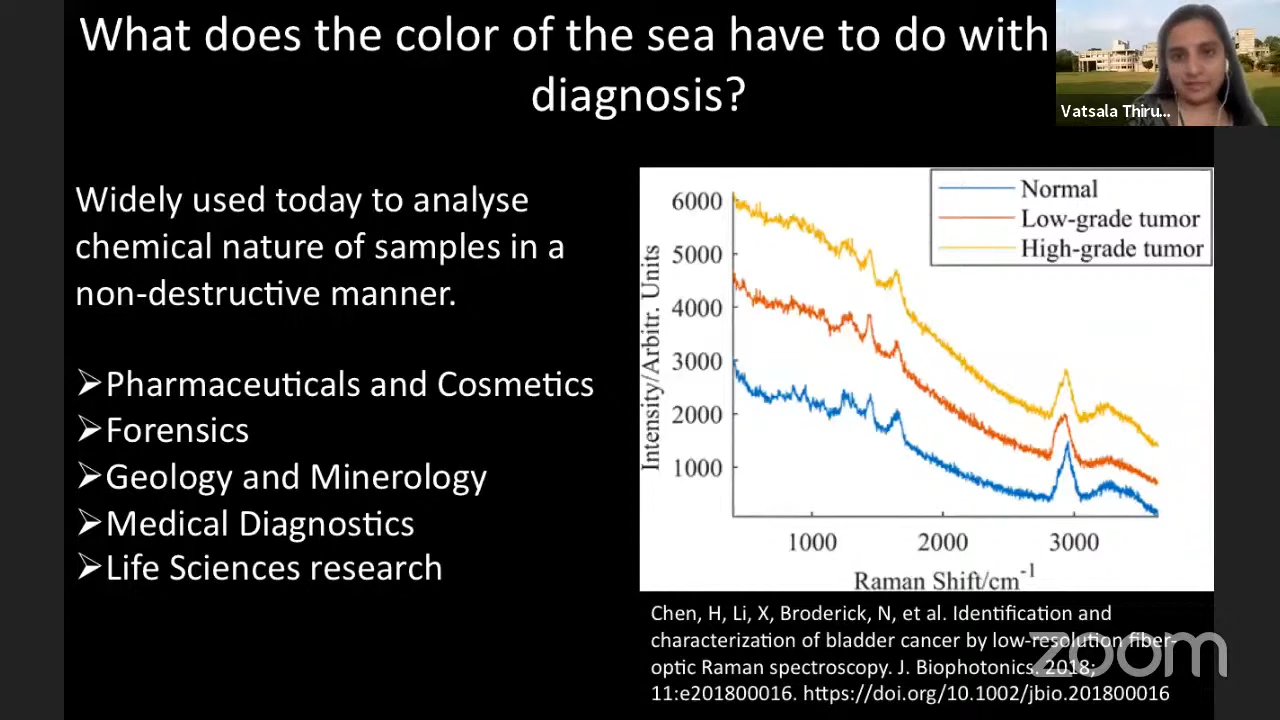 What does the color of the sea have to do with
diagnosis?
Vatsala Thiru...
Widely used today to analyse
chemical nature of samples in a
non-destructive manner.
➢Pharmaceuticals and Cosmetics
➢Forensics
➢Geology and Minerology
➢Medical Diagnostics
➢Life Sciences research
Normal
Low-grade tumor
High-grade tumor
Intensity/Arbitr. Units
6000
5000
4000
3000
2000
1000
1000 2000 3000
Raman Shift/cm⁻¹
Chen, H, Li, X, Broderick, N, et al. Identification and
characterization of bladder cancer by low-resolution fiber-
optic Raman spectroscopy. J. Biophotonics. 2018;
11:e201800016. https://doi.org/10.1002/jbio.201800016
zoom